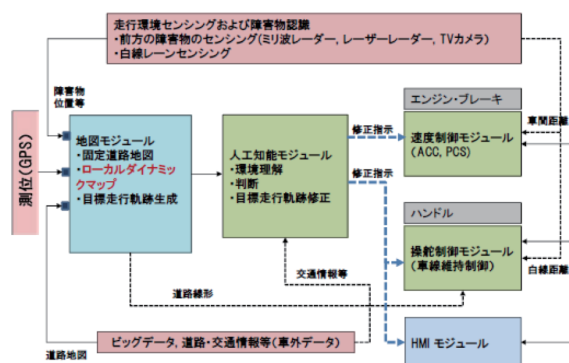 走行環境センシングおよび障害物認識
・前方の障害物のセンシング(ミリ波レーダー, レーザーレーダー, TVカメラ)
・白線レーンセンシング
障害物
位置等
測位(GPS)
地図モジュール
・固定道路地図
・ローカルダイナミッ
クマップ
・目標走行軌跡生成
人工知能モジュール
・環境理解
・判断
・目標走行軌跡修正
修正指示
修正指示
エンジン・ブレーキ
速度制御モジュール
(ACC, PCS)
車間距離
ハンドル
操舵制御モジュール
(車線維持制御)
白線距離
交通情報等
道路線形
ビッグデータ, 道路・交通情報等(車外データ)
道路地図
HMI モジュール